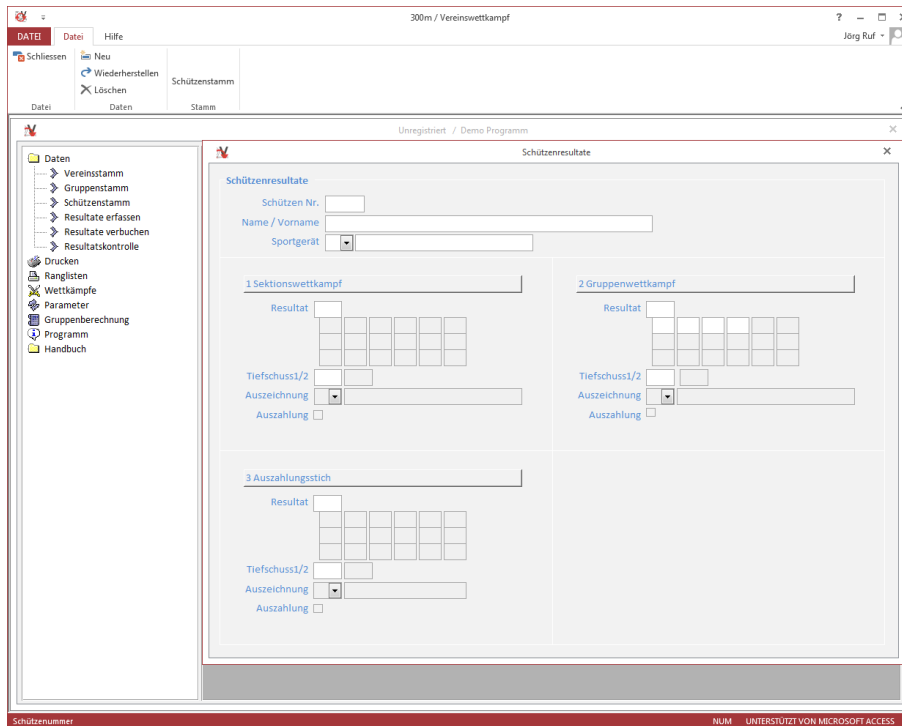 300m / Vereinswettkampf
?
DATEI Datei Hilfe Jörg Ruf
Schliessen
Neu
Wiederherstellen
Löschen
Schützenstamm
Datei Daten Stamm
Unregistriert / Demo Programm
Daten
Vereinsstamm
Gruppenstamm
Schützenstamm
Resultate erfassen
Resultate verbuchen
Resultatskontrolle
Drucken
Ranglisten
Wettkämpfe
Parameter
Gruppenberechnung
Programm
Handbuch
Schützenresultate
Schützenresultate
Schützen Nr.
Name / Vorname
Sportgerät
1 Sektionswettkampf
Resultat
Tiefschuss1/2
Auszeichnung
Auszahlung
2 Gruppenwettkampf
Resultat
Tiefschuss1/2
Auszeichnung
Auszahlung
3 Auszahlungsstich
Resultat
Tiefschuss1/2
Auszeichnung
Auszahlung
Schützenummer NUM UNTERSTÜTZT VON MICROSOFT ACCESS